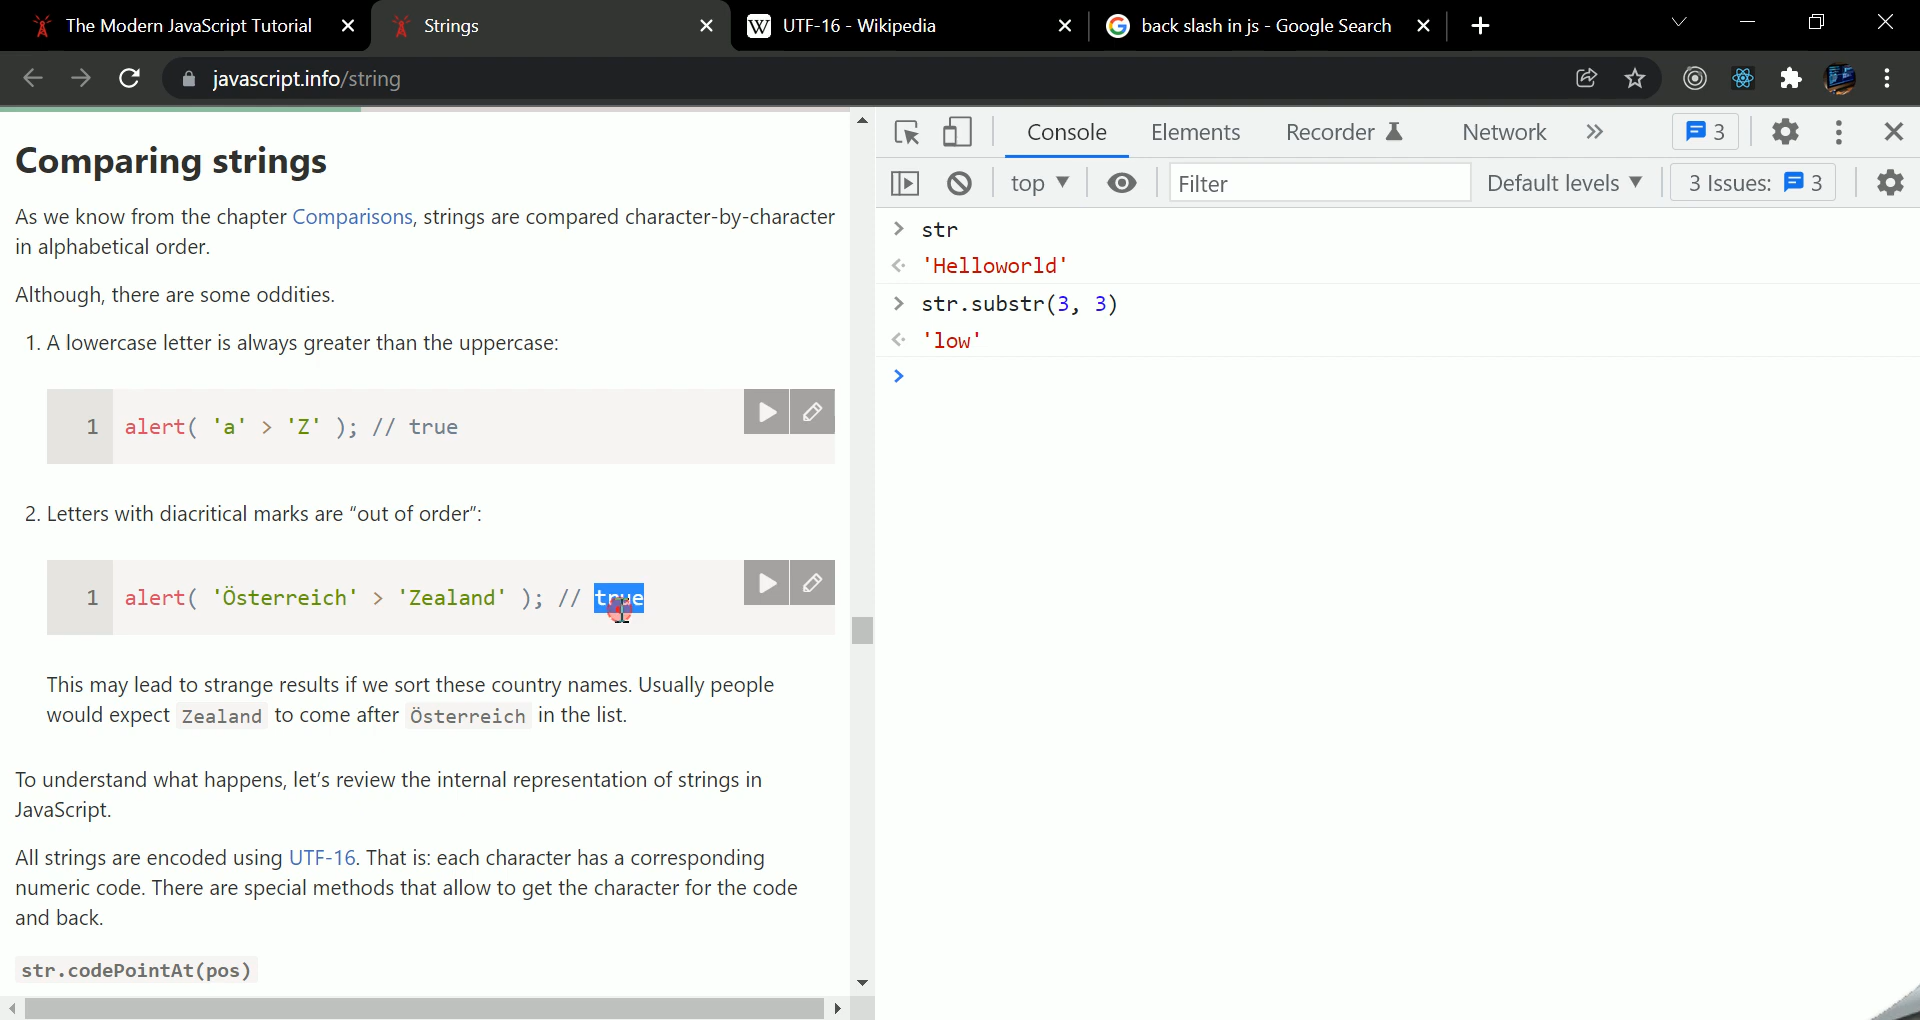 The Modern JavaScript Tutorial
Strings
UTF-16 - Wikipedia
back slash in js - Google Search
javascript.info/string
Comparing strings
As we know from the chapter Comparisons, strings are compared character-by-character
in alphabetical order.
Although, there are some oddities.
1. A lowercase letter is always greater than the uppercase:
1 alert( 'a' > 'Z' ); // true
2. Letters with diacritical marks are “out of order”:
1 alert( 'Österreich' > 'Zealand' ); // true
This may lead to strange results if we sort these country names. Usually people
would expect Zealand to come after Österreich in the list.
To understand what happens, let's review the internal representation of strings in
JavaScript.
All strings are encoded using UTF-16. That is: each character has a corresponding
numeric code. There are special methods that allow to get the character for the code
and back.
str.codePointAt(pos)
Console Elements Recorder Network 3
top Filter Default levels 3 Issues: 3
str
'Helloworld'
str.substr(3, 3)
'low'